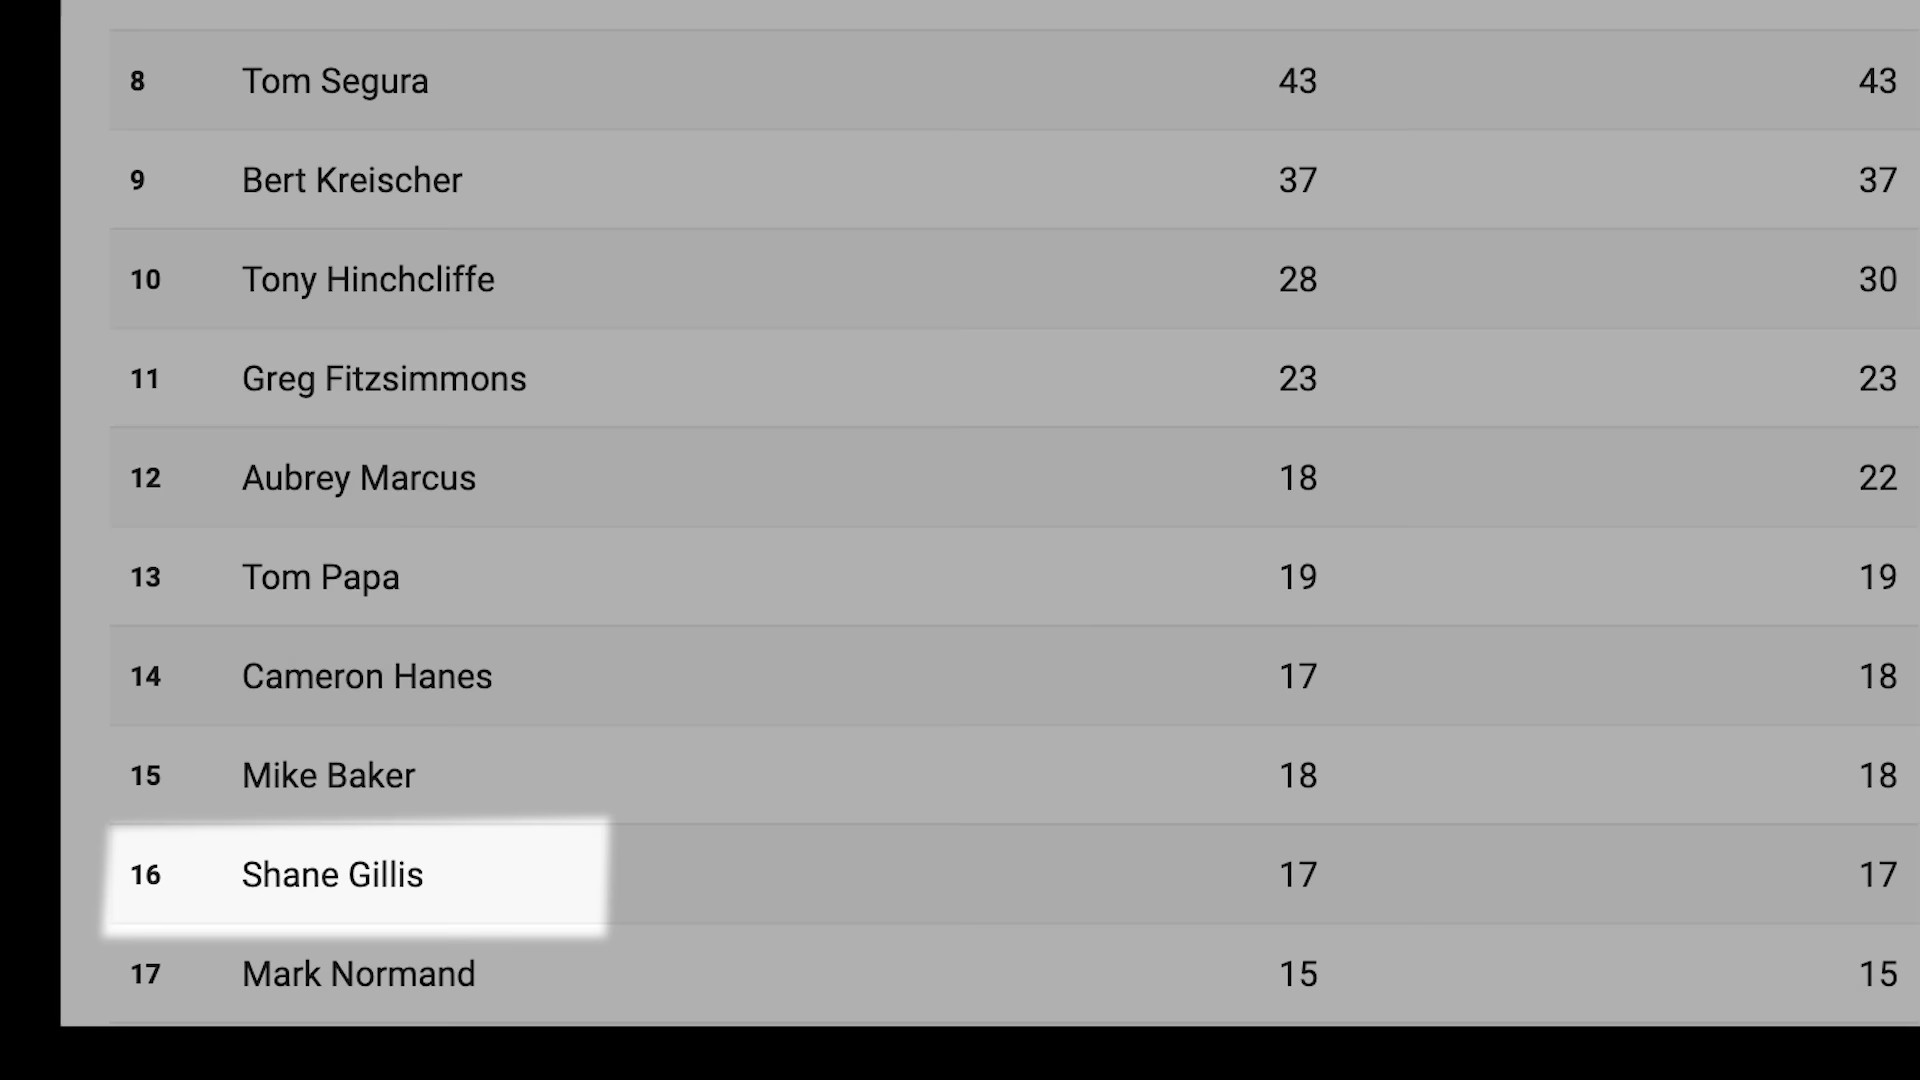 8 Tom Segura 43 43
9 Bert Kreischer 37 37
10 Tony Hinchcliffe 28 30
11 Greg Fitzsimmons 23 23
12 Aubrey Marcus 18 22
13 Tom Papa 19 19
14 Cameron Hanes 17 18
15 Mike Baker 18 18
16 Shane Gillis 17 17
17 Mark Normand 15 15